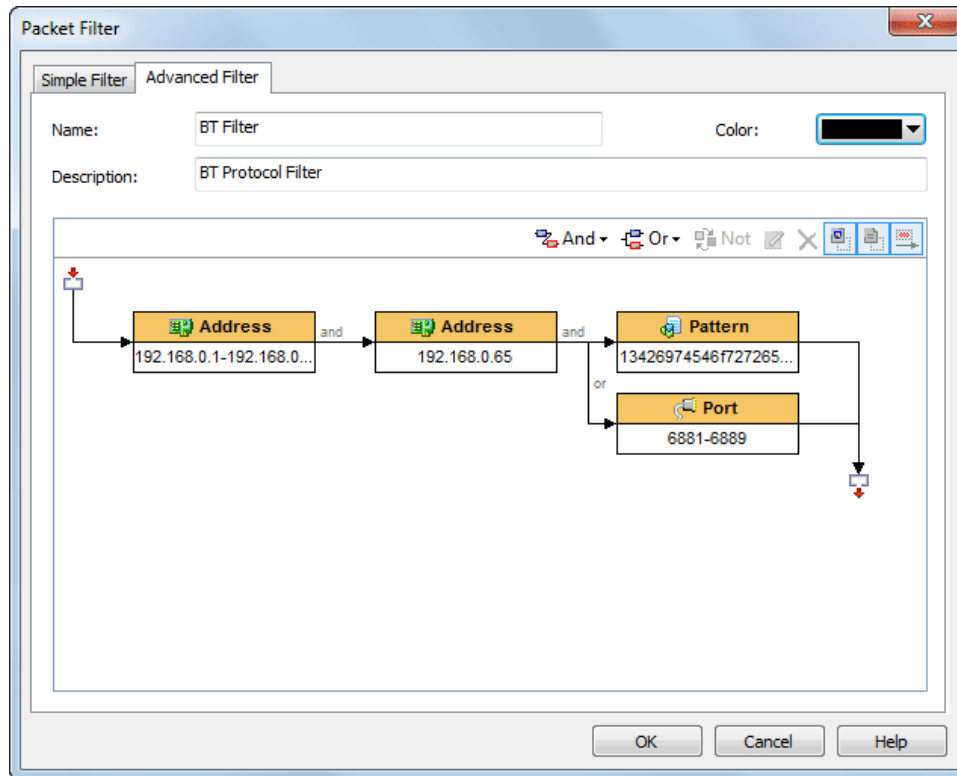 Packet Filter
Simple Filter Advanced Filter
Name: BT Filter Color:
Description: BT Protocol Filter
And Or Not
Address and Address and Pattern
192.168.0.1-192.168.0... 192.168.0.65 13426974546f727265...
or
Port
6881-6889
OK Cancel Help